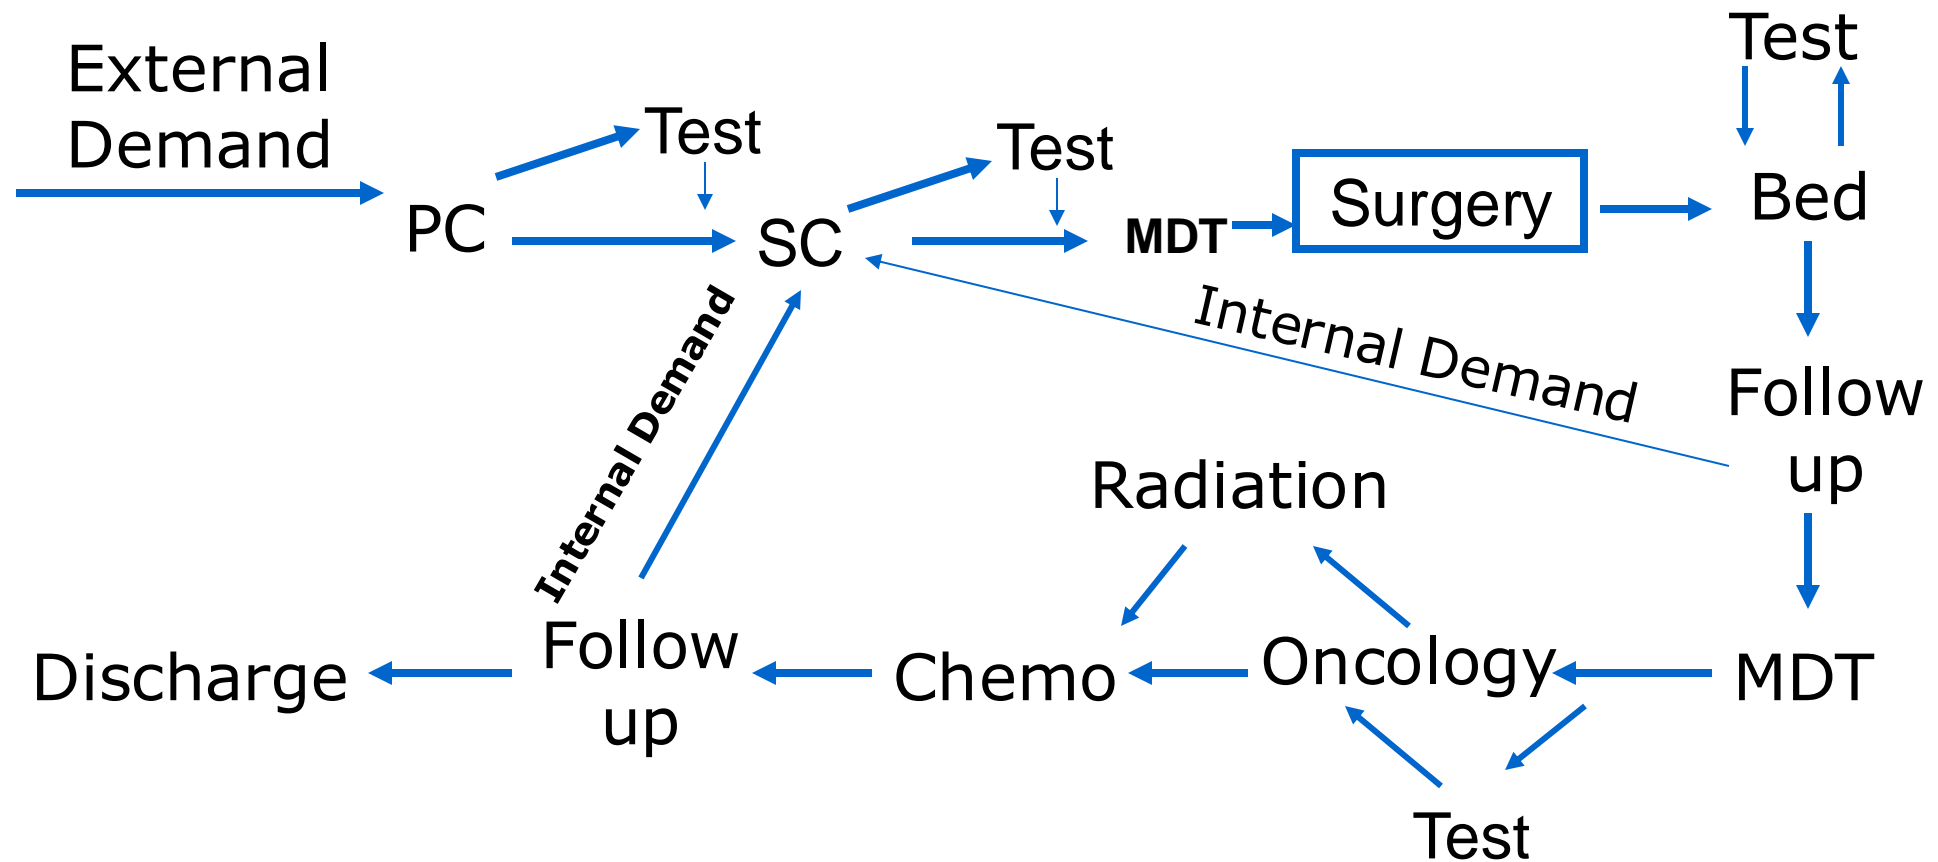 External
Demand
PC
Test
SC
Test
MDT
Surgery
Test
Bed
Internal Demand
Internal Demand
Follow
up
Radiation
Discharge
Follow
up
Chemo
Oncology
MDT
Test